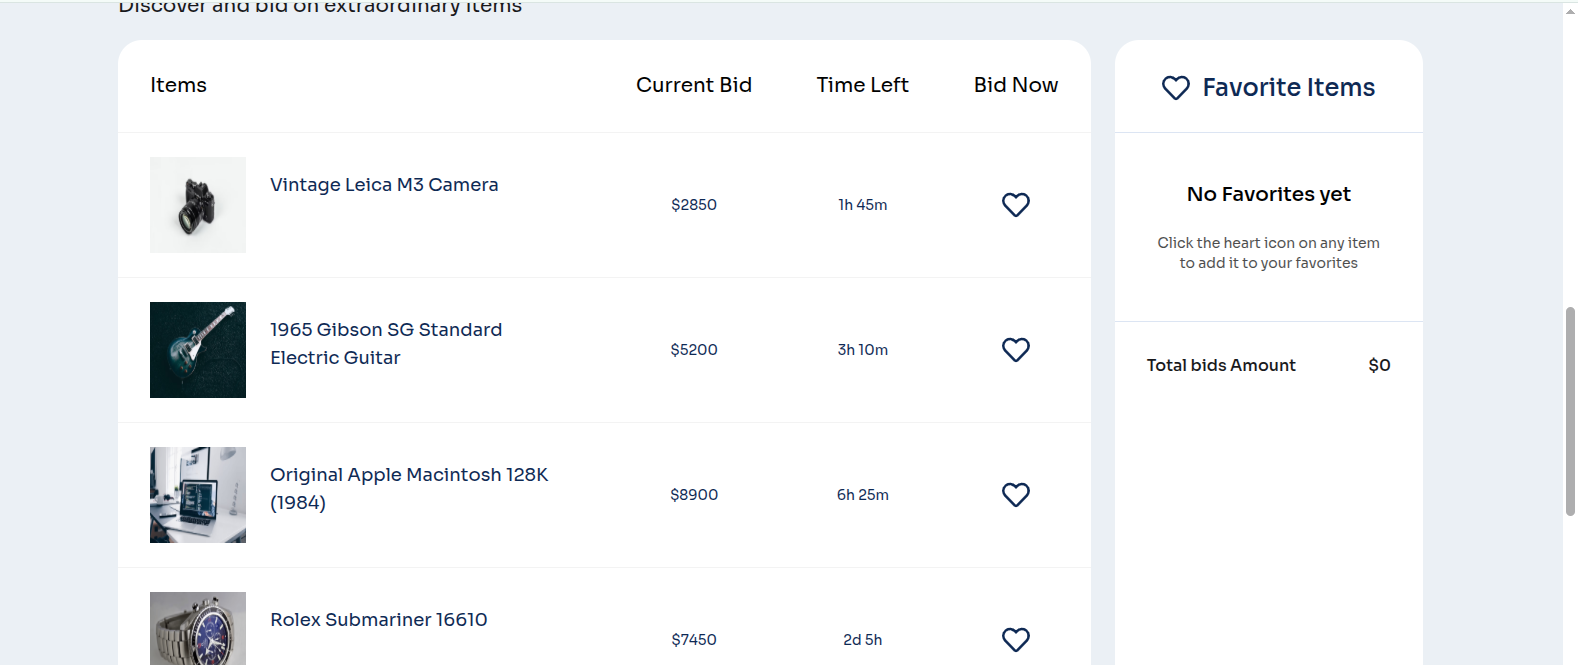 Discover and bid on extraordinary items
Items
Current Bid
Time Left
Bid Now
Vintage Leica M3 Camera
$2850
1h 45m
1965 Gibson SG Standard
Electric Guitar
$5200
3h 10m
Original Apple Macintosh 128K
(1984)
$8900
6h 25m
Rolex Submariner 16610
$7450
2d 5h
Favorite Items
No Favorites yet
Click the heart icon on any item
to add it to your favorites
Total bids Amount
$0